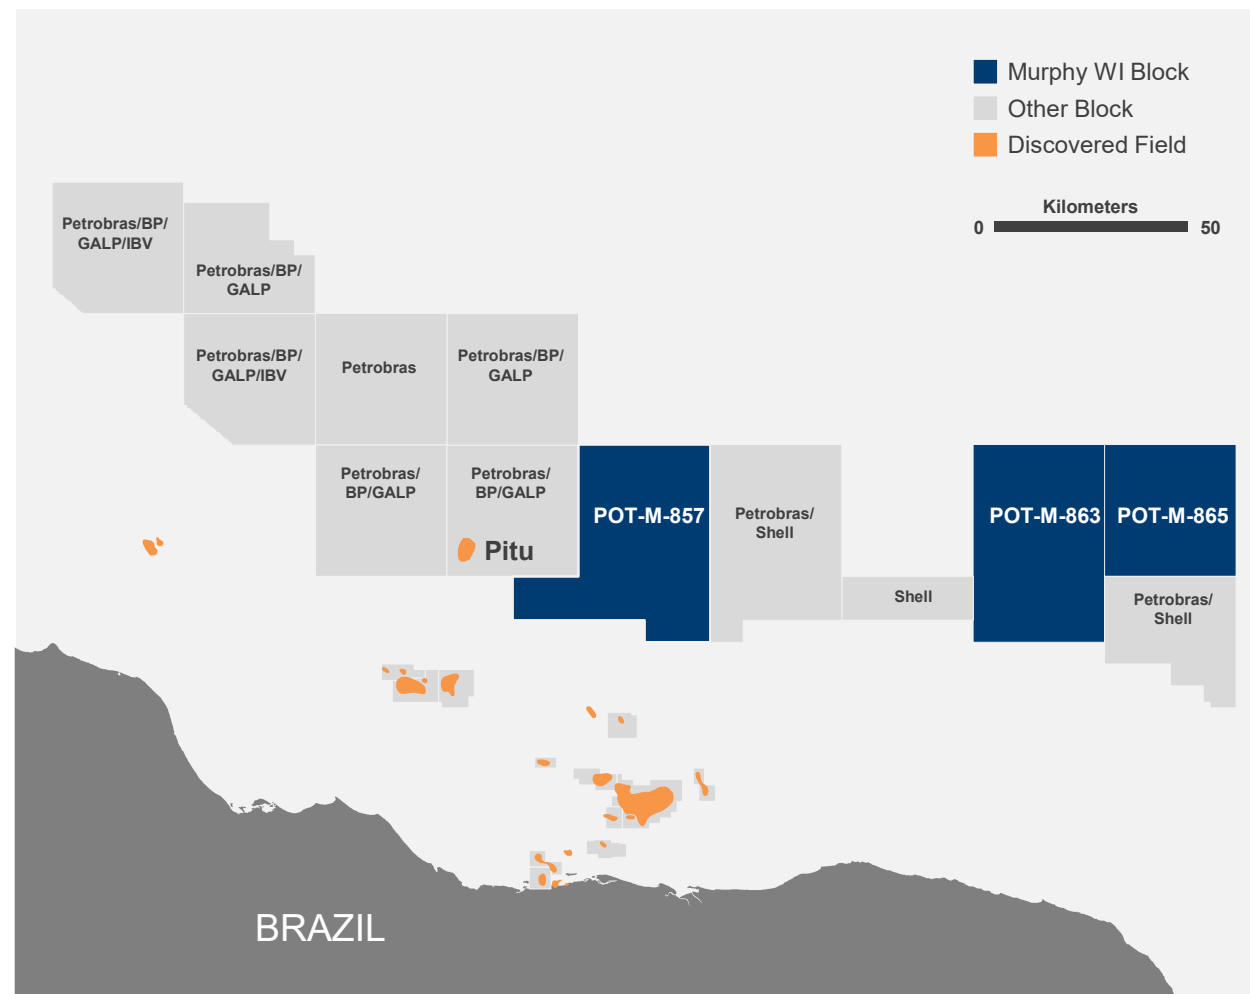 Murphy WI Block
Other Block
Discovered Field
Kilometers
0
50
Petrobras/BP/
GALP/IBV
Petrobras/BP/
GALP
Petrobras/BP/
GALP/IBV
Petrobras
Petrobras/BP/
GALP
Petrobras/
BP/GALP
Petrobras/
BP/GALP
Pitu
POT-M-857
Petrobras/
Shell
Shell
POT-M-863
POT-M-865
Petrobras/
Shell
BRAZIL